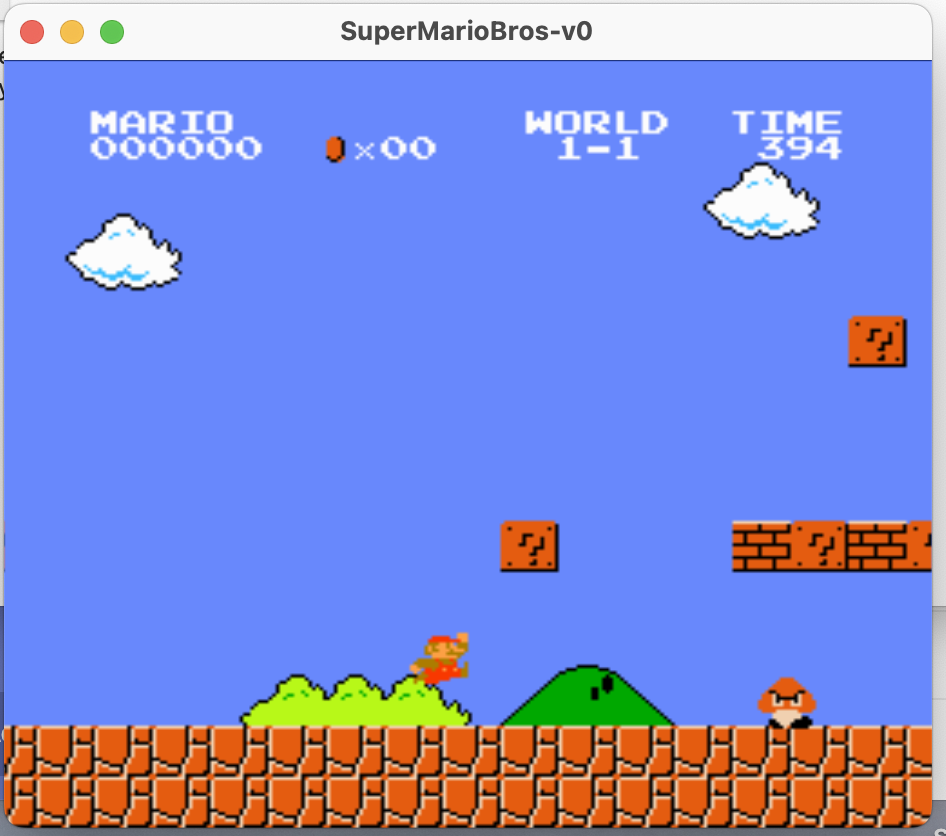 SuperMarioBros-v0
MARIO WORLD TIME
000000 ×00 1-1 394
? 
?
?